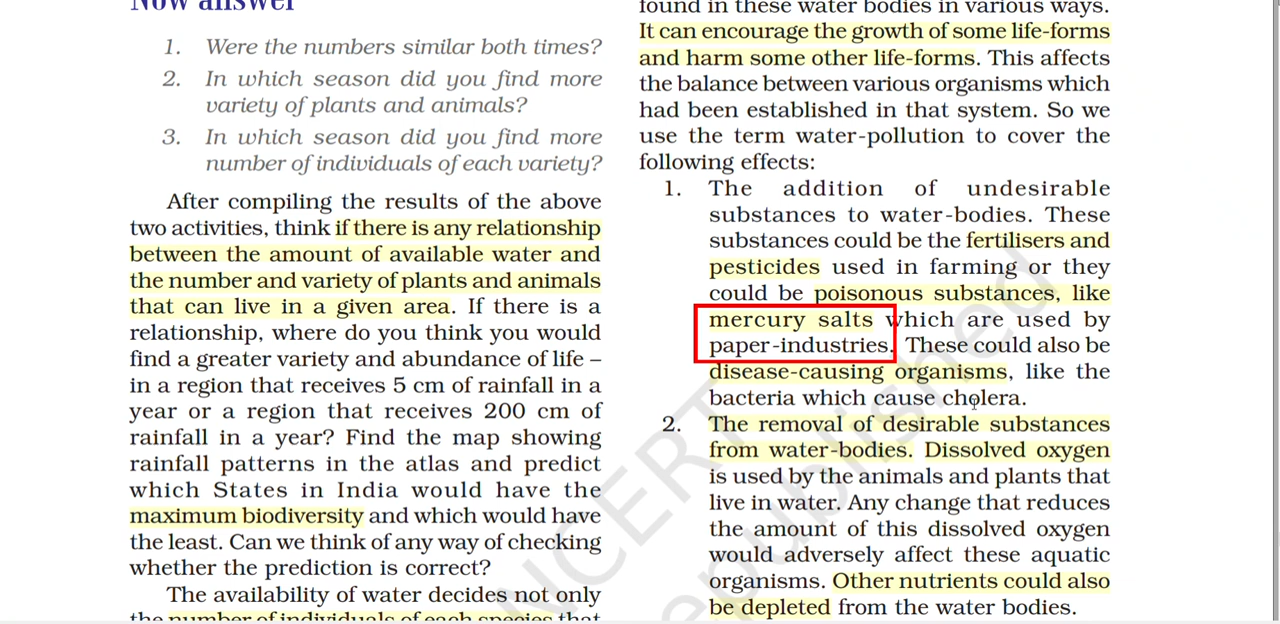 Now answer
1. Were the numbers similar both times?
2. In which season did you find more
variety of plants and animals?
3. In which season did you find more
number of individuals of each variety?
After compiling the results of the above
two activities, think if there is any relationship
between the amount of available water and
the number and variety of plants and animals
that can live in a given area. If there is a
relationship, where do you think you would
find a greater variety and abundance of life –
in a region that receives 5 cm of rainfall in a
year or a region that receives 200 cm of
rainfall in a year? Find the map showing
rainfall patterns in the atlas and predict
which States in India would have the
maximum biodiversity and which would have
the least. Can we think of any way of checking
whether the prediction is correct?
The availability of water decides not only
the number of individuals of each species that
found in these water bodies in various ways.
It can encourage the growth of some life-forms
and harm some other life-forms. This affects
the balance between various organisms which
had been established in that system. So we
use the term water-pollution to cover the
following effects:
1. The addition of undesirable
substances to water-bodies. These
substances could be the fertilisers and
pesticides used in farming or they
could be poisonous substances, like
mercury salts which are used by
paper-industries. These could also be
disease-causing organisms, like the
bacteria which cause cholera.
2. The removal of desirable substances
from water-bodies. Dissolved oxygen
is used by the animals and plants that
live in water. Any change that reduces
the amount of this dissolved oxygen
would adversely affect these aquatic
organisms. Other nutrients could also
be depleted from the water bodies.
NCERT
republished